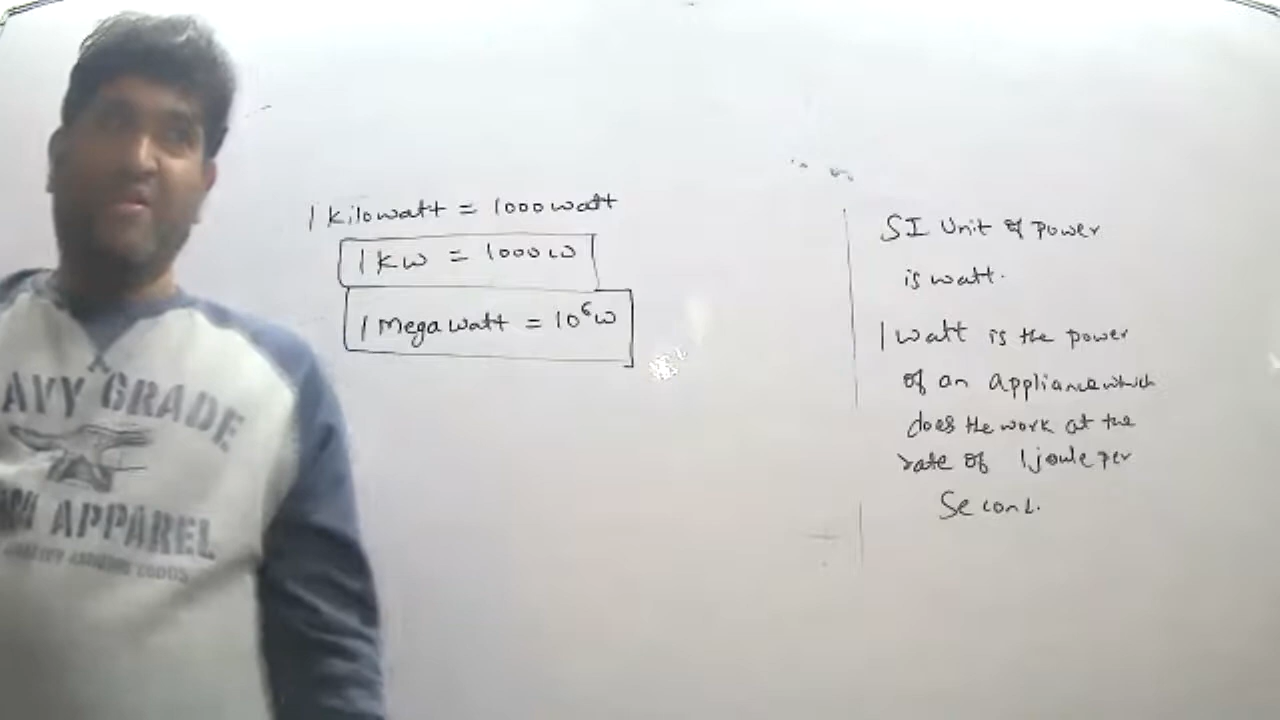 1 Kilowatt = 1000 watt
1 KW = 1000 W
1 Mega watt = 10⁶ W
SI Unit of Power
is watt.
1 watt is the power
of an appliance which
does the work at the
rate of 1 joule per
Second.
AVY GRADE
APPAREL